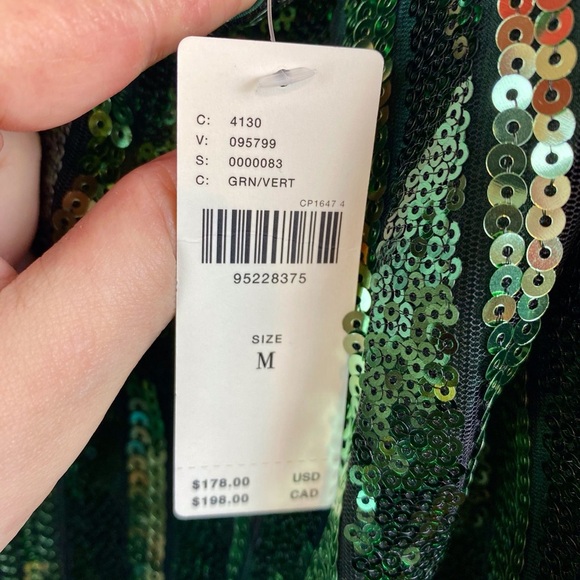 C: 4130
V: 095799
S: 0000083
C: GRN/VERT
CP1647 4
95228375
SIZE
M
$178.00 USD
$198.00 CAD